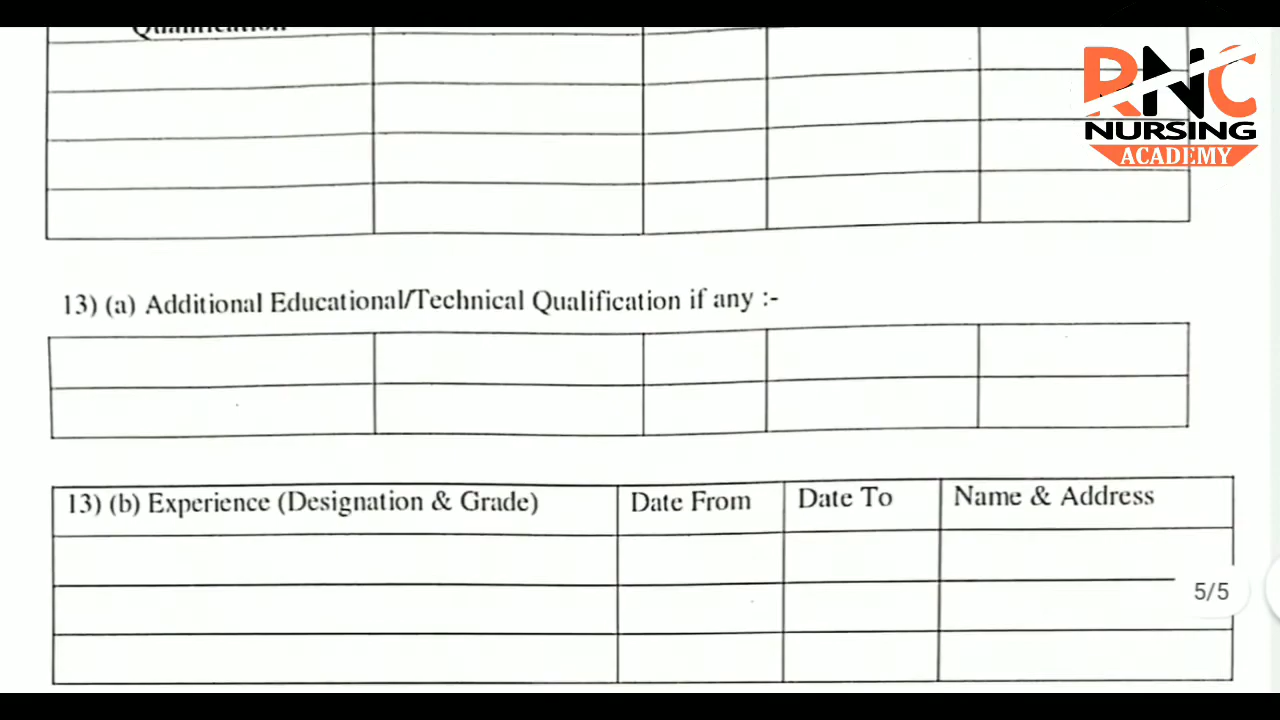 Qualification
RNC
NURSING
ACADEMY
13) (a) Additional Educational/Technical Qualification if any :-
13) (b) Experience (Designation & Grade) Date From Date To Name & Address
5/5